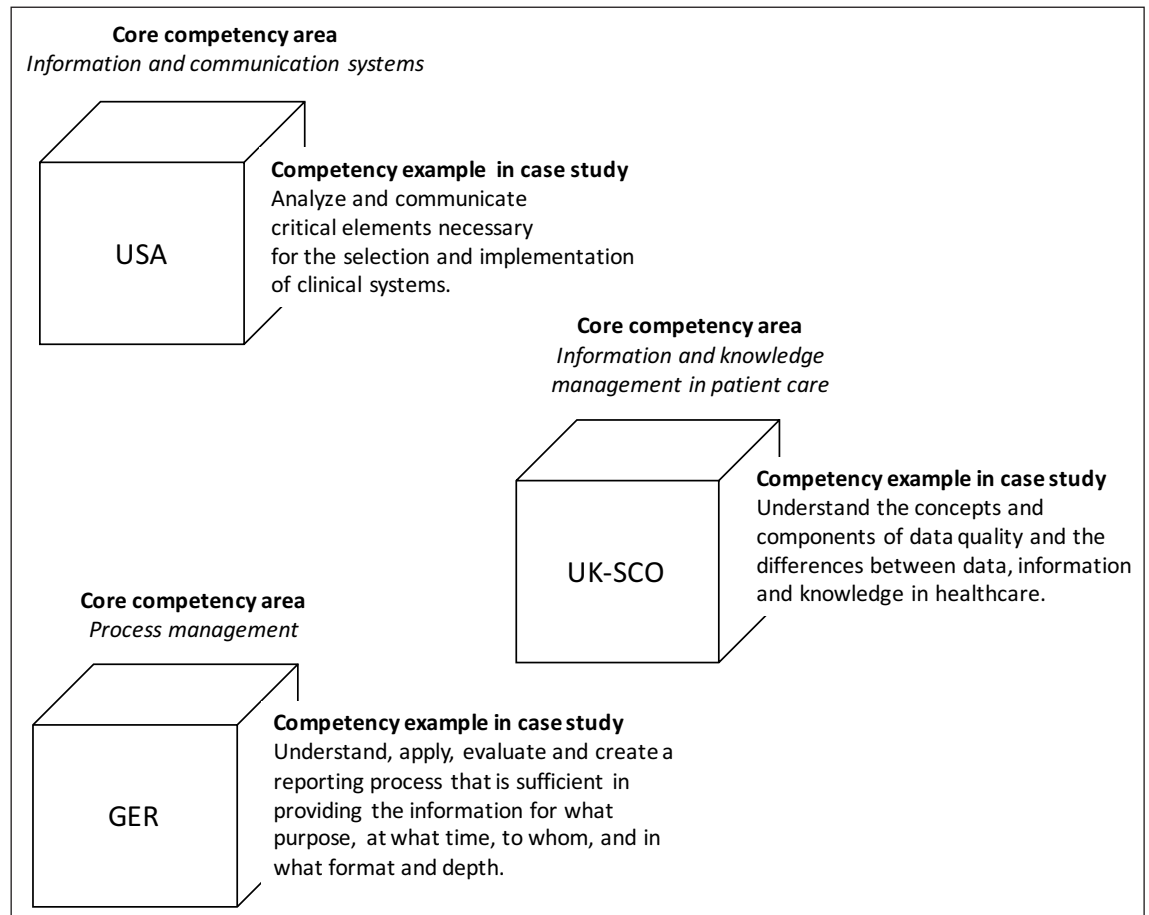 Core competency area
Information and communication systems
USA
Competency example in case study
Analyze and communicate
critical elements necessary
for the selection and implementation
of clinical systems.
Core competency area
Information and knowledge
management in patient care
UK-SCO
Competency example in case study
Understand the concepts and
components of data quality and the
differences between data, information
and knowledge in healthcare.
Core competency area
Process management
GER
Competency example in case study
Understand, apply, evaluate and create a
reporting process that is sufficient in
providing the information for what
purpose, at what time, to whom, and in
what format and depth.